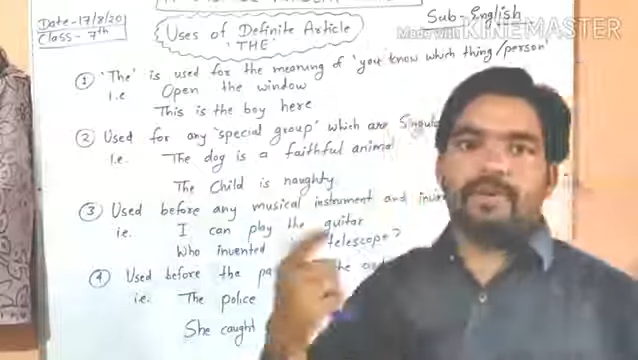 Date-17/8/20
Class- 7th
Sub-English
Made with KINEMASTER
Uses of Definite Article
'THE'
① 'The' is used for the meaning of 'you know which thing/person'
i.e Open the window
This is the boy here
② Used for any 'special group' which are
i.e. The dog is a faithful animal
The Child is naughty
③ Used before any musical instrument and
ie. I can play the guitar
Who invented telescope?
④ Used before the
i.e. The police
She caught